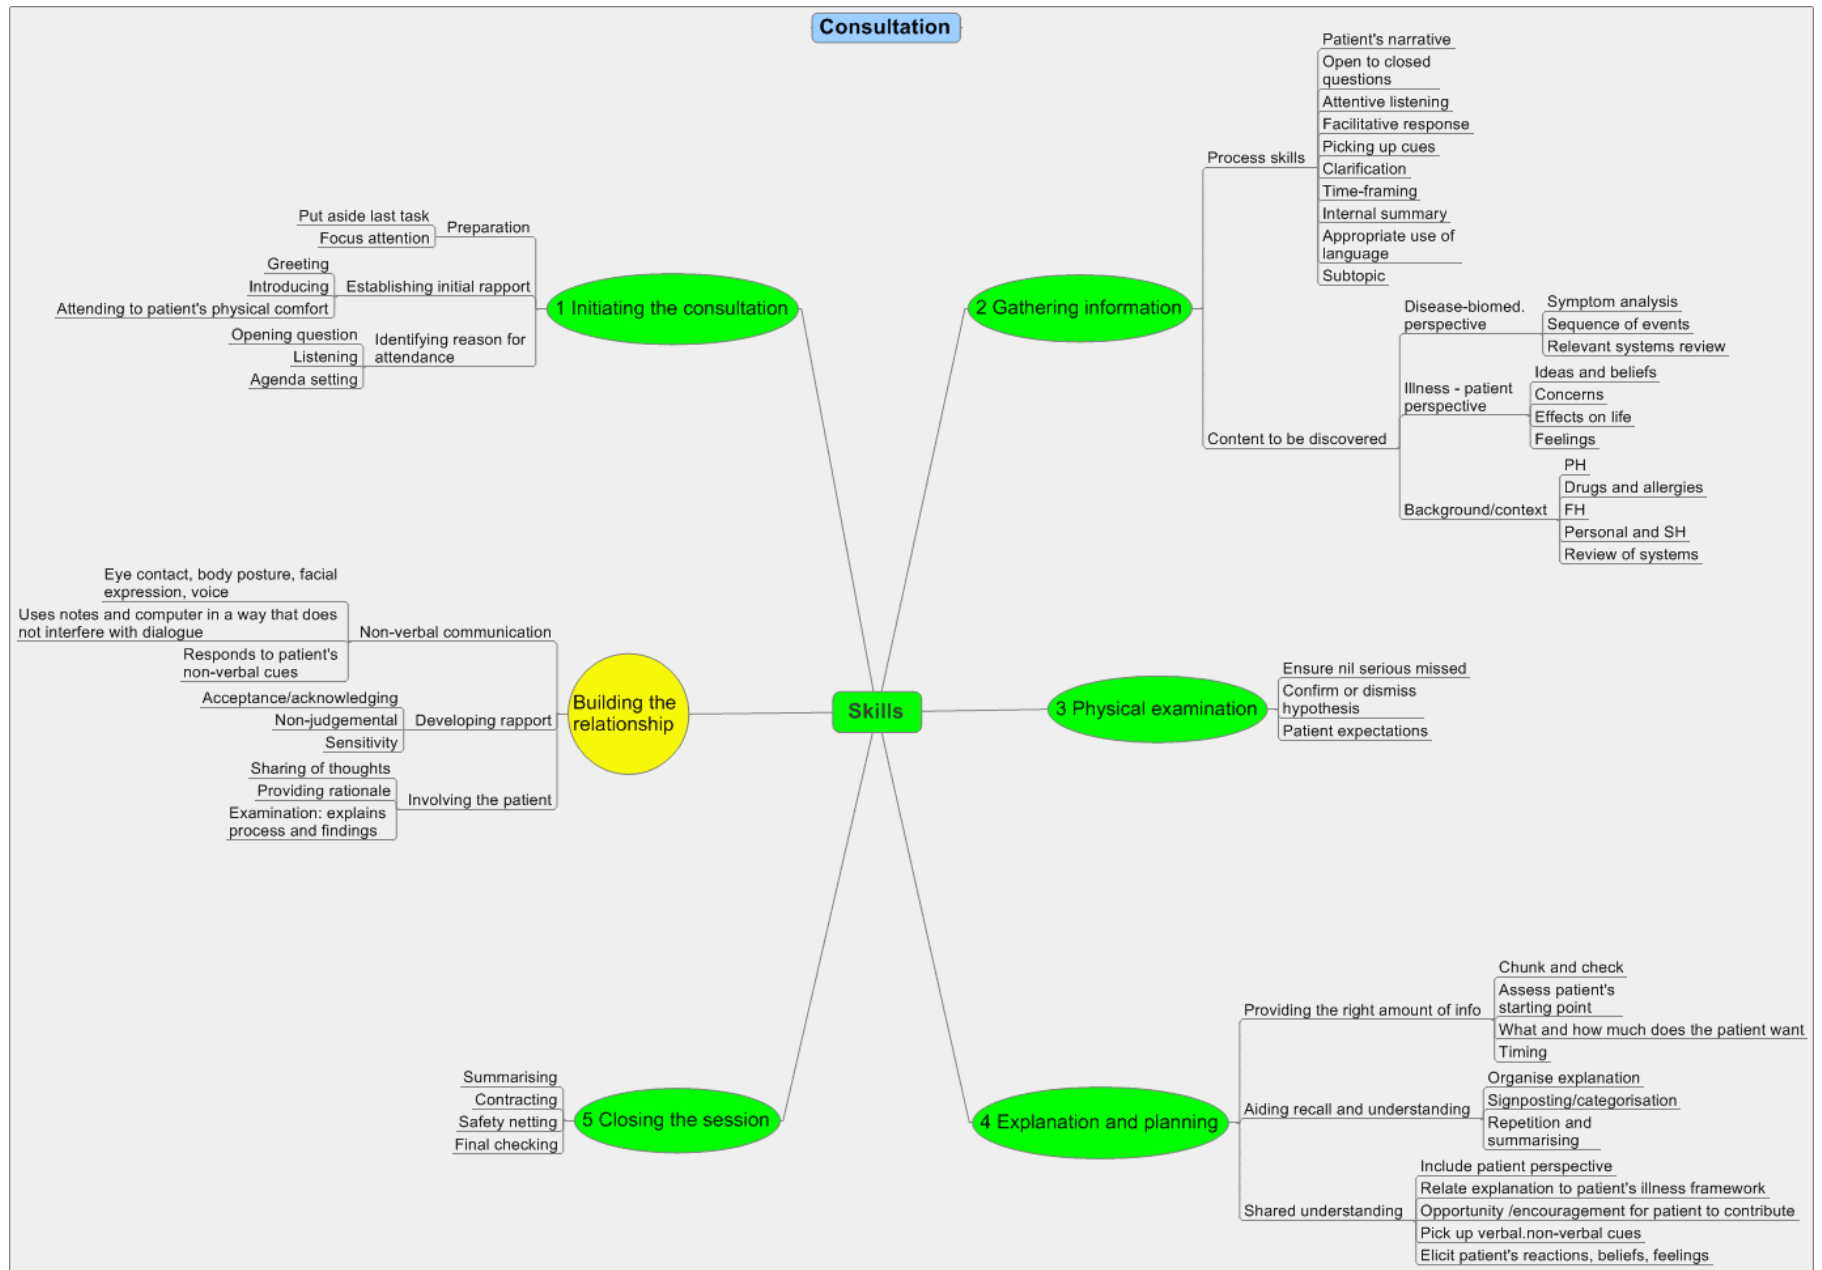 Consultation
Put aside last task
Focus attention
Preparation
Greeting
Introducing
Attending to patient's physical comfort
Establishing initial rapport
Opening question
Listening
Agenda setting
Identifying reason for
attendance
1 Initiating the consultation
2 Gathering information
Process skills
Patient's narrative
Open to closed
questions
Attentive listening
Facilitative response
Picking up cues
Clarification
Time-framing
Internal summary
Appropriate use of
language
Subtopic
Content to be discovered
Disease-biomed.
perspective
Symptom analysis
Sequence of events
Relevant systems review
Illness - patient
perspective
Ideas and beliefs
Concerns
Effects on life
Feelings
Background/context
PH
Drugs and allergies
FH
Personal and SH
Review of systems
Eye contact, body posture, facial
expression, voice
Uses notes and computer in a way that does
not interfere with dialogue
Responds to patient's
non-verbal cues
Non-verbal communication
Acceptance/acknowledging
Non-judgemental
Sensitivity
Developing rapport
Sharing of thoughts
Providing rationale
Examination: explains
process and findings
Involving the patient
Building the
relationship
Skills
3 Physical examination
Ensure nil serious missed
Confirm or dismiss
hypothesis
Patient expectations
Summarising
Contracting
Safety netting
Final checking
5 Closing the session
4 Explanation and planning
Providing the right amount of info
Chunk and check
Assess patient's
starting point
What and how much does the patient want
Timing
Aiding recall and understanding
Organise explanation
Signposting/categorisation
Repetition and
summarising
Shared understanding
Include patient perspective
Relate explanation to patient's illness framework
Opportunity /encouragement for patient to contribute
Pick up verbal.non-verbal cues
Elicit patient's reactions, beliefs, feelings